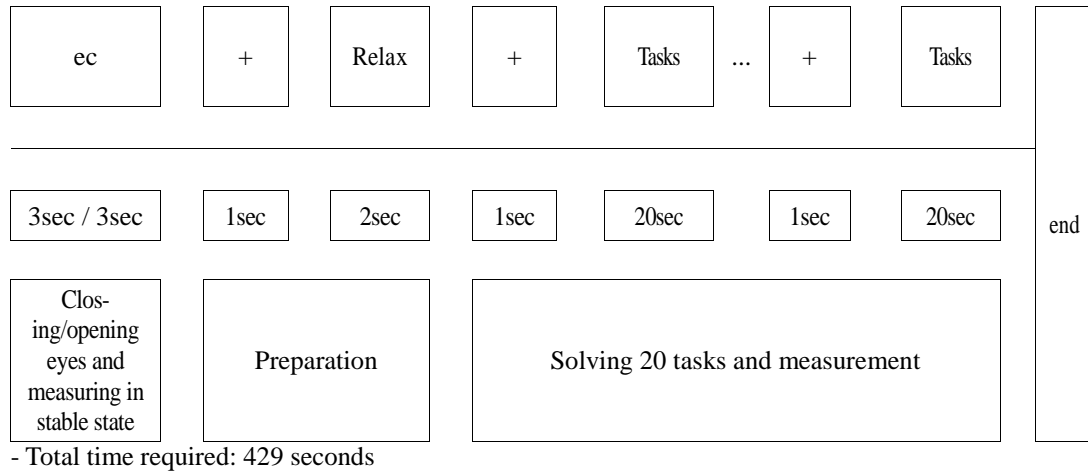 ec
+
Relax
+
Tasks
...
+
Tasks
3sec / 3sec
1sec
2sec
1sec
20sec
1sec
20sec
end
Clos-
ing/opening
eyes and
measuring in
stable state
Preparation
Solving 20 tasks and measurement
- Total time required: 429 seconds